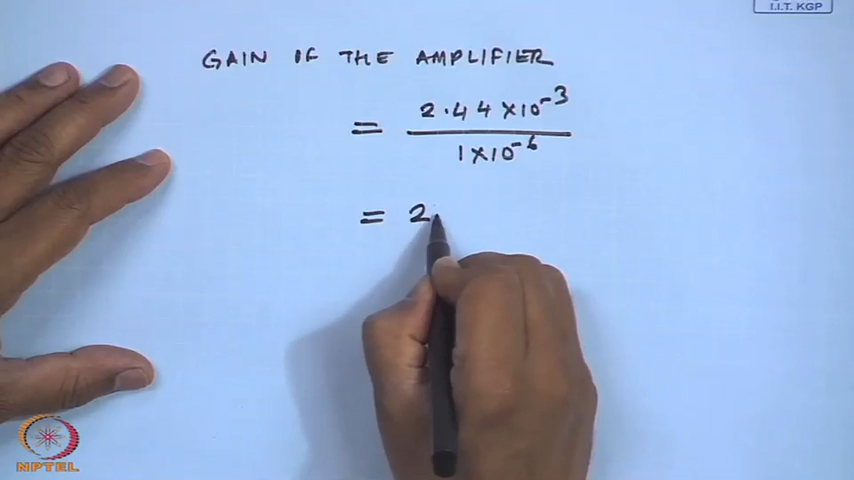 I.I.T. KGP
GAIN OF THE AMPLIFIER
= 2.44×10-3
1×10-6
= 2
NPTEL